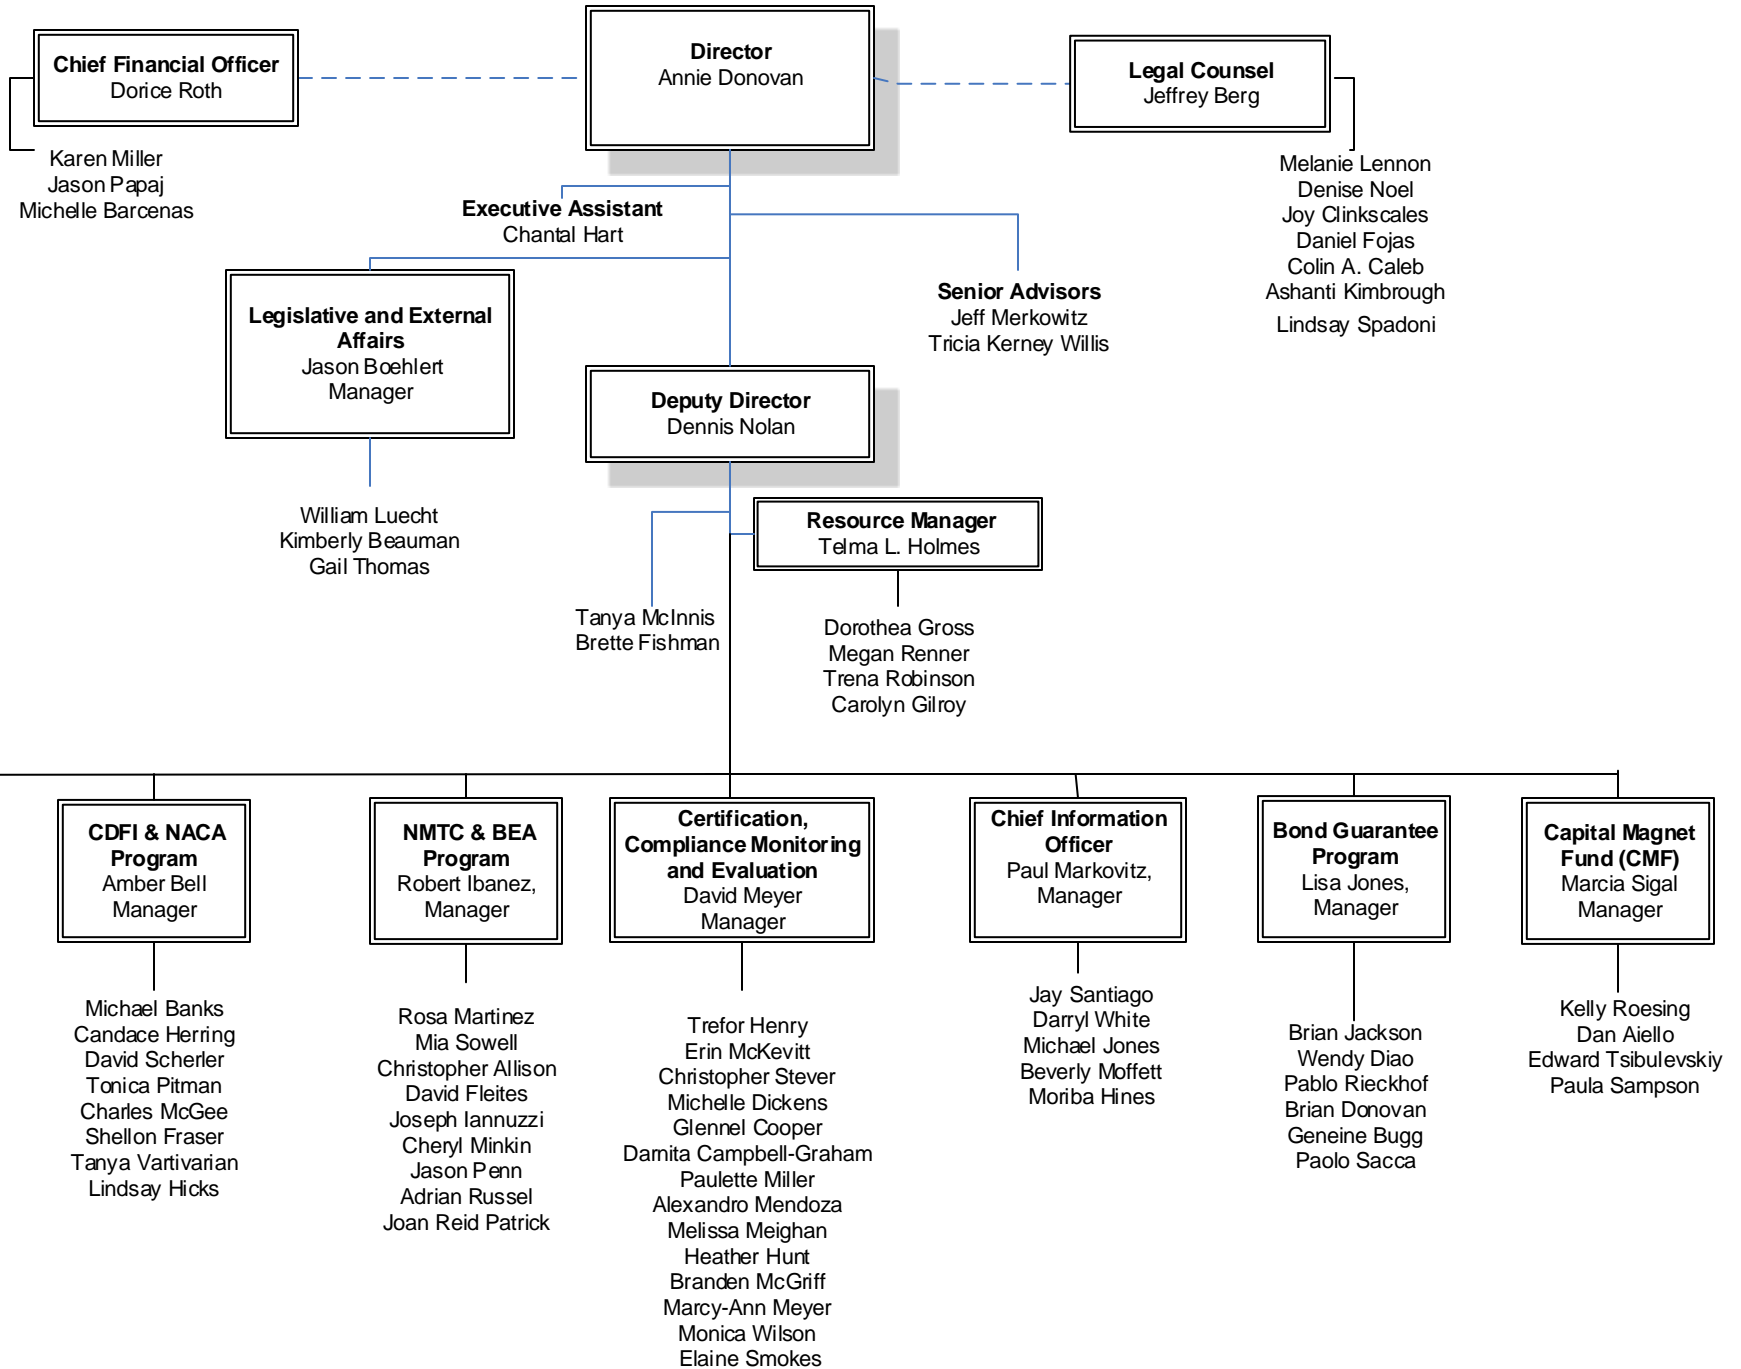 Chief Financial Officer
Dorice Roth
Karen Miller
Jason Papaj
Michelle Barcenas
Director
Annie Donovan
Legal Counsel
Jeffrey Berg
Melanie Lennon
Denise Noel
Joy Clinkscales
Daniel Fojas
Colin A. Caleb
Ashanti Kimbrough
Lindsay Spadoni
Executive Assistant
Chantal Hart
Senior Advisors
Jeff Merkowitz
Tricia Kerney Willis
Legislative and External
Affairs
Jason Boehlert
Manager
William Luecht
Kimberly Beauman
Gail Thomas
Deputy Director
Dennis Nolan
Resource Manager
Telma L. Holmes
Tanya McInnis
Brette Fishman
Dorothea Gross
Megan Renner
Trena Robinson
Carolyn Gilroy
CDFI & NACA
Program
Amber Bell
Manager
Michael Banks
Candace Herring
David Scherler
Tonica Pitman
Charles McGee
Shellon Fraser
Tanya Vartivarian
Lindsay Hicks
NMTC & BEA
Program
Robert Ibanez,
Manager
Rosa Martinez
Mia Sowell
Christopher Allison
David Fleites
Joseph Iannuzzi
Cheryl Minkin
Jason Penn
Adrian Russel
Joan Reid Patrick
Certification,
Compliance Monitoring
and Evaluation
David Meyer
Manager
Trefor Henry
Erin McKevitt
Christopher Stever
Michelle Dickens
Glennel Cooper
Damita Campbell-Graham
Paulette Miller
Alexandro Mendoza
Melissa Meighan
Heather Hunt
Branden McGriff
Marcy-Ann Meyer
Monica Wilson
Elaine Smokes
Chief Information
Officer
Paul Markovitz,
Manager
Jay Santiago
Darryl White
Michael Jones
Beverly Moffett
Moriba Hines
Bond Guarantee
Program
Lisa Jones,
Manager
Brian Jackson
Wendy Diao
Pablo Rieckhof
Brian Donovan
Geneine Bugg
Paolo Sacca
Capital Magnet
Fund (CMF)
Marcia Sigal
Manager
Kelly Roesing
Dan Aiello
Edward Tsibulevskiy
Paula Sampson